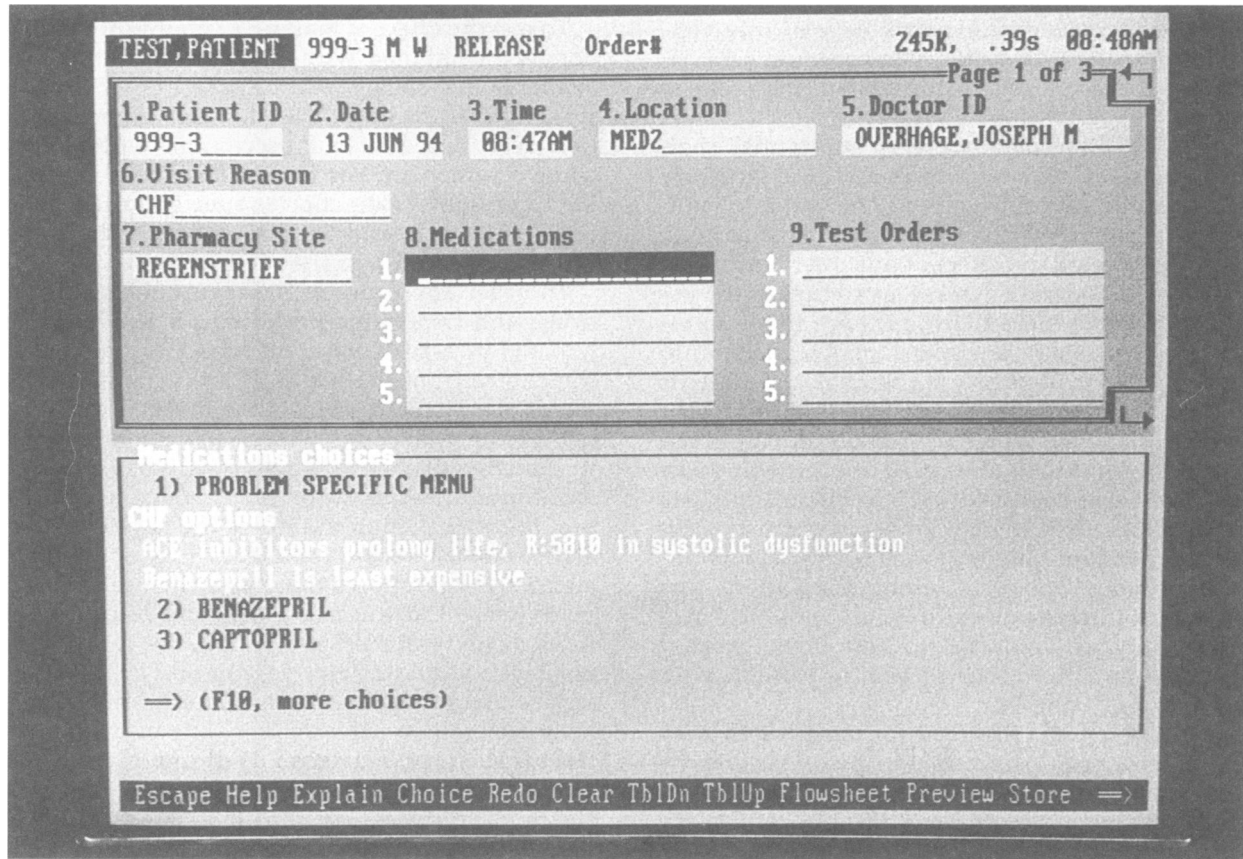 TEST,PATIENT 999-3 M W RELEASE Order# 245K, .39s 08:48AM
Page 1 of 3
1.Patient ID 2.Date 3.Time 4.Location 5.Doctor ID
999-3 13 JUN 94 08:47AM MED2 OVERHAGE,JOSEPH M
6.Visit Reason
CHF
7.Pharmacy Site 8.Medications 9.Test Orders
REGENSTRIEF 1. 1.
2. 2.
3. 3.
4. 4.
5. 5.
Medications choices
1) PROBLEM SPECIFIC MENU
CHF options
ACE inhibitors prolong life, R:5810 in systolic dysfunction
Benazepril is least expensive
2) BENAZEPRIL
3) CAPTOPRIL
==> (F10, more choices)
Escape Help Explain Choice Redo Clear TblDn TblUp Flowsheet Preview Store ==>